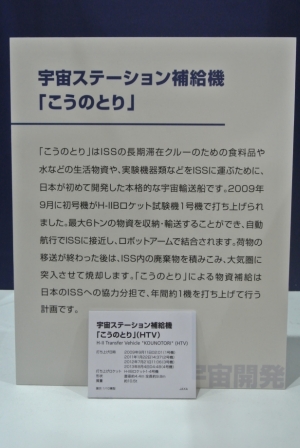 宇宙ステーション補給機
「こうのとり」
「こうのとり」はISSの長期滞在クルーのための食料品や
水などの生活物資や、実験機器類などをISSに運ぶために、
日本が初めて開発した本格的な宇宙輸送船です。2009年
9月に初号機がH-IIBロケット試験機1号機で打ち上げられ
ました。最大6トンの物資を収納・輸送することができ、自動
航行でISSに接近し、ロボットアームで結合されます。荷物の
移送が終わった後は、ISS内の廃棄物を積みこみ、大気圏に
突入させて焼却します。「こうのとり」による物資補給は
日本のISSへの協力分担で、年間約1機を打ち上げて行う
計画です。
宇宙ステーション補給機
「こうのとり」(HTV)
H-II Transfer Vehicle "KOUNOTORI" (HTV)
宇宙開発